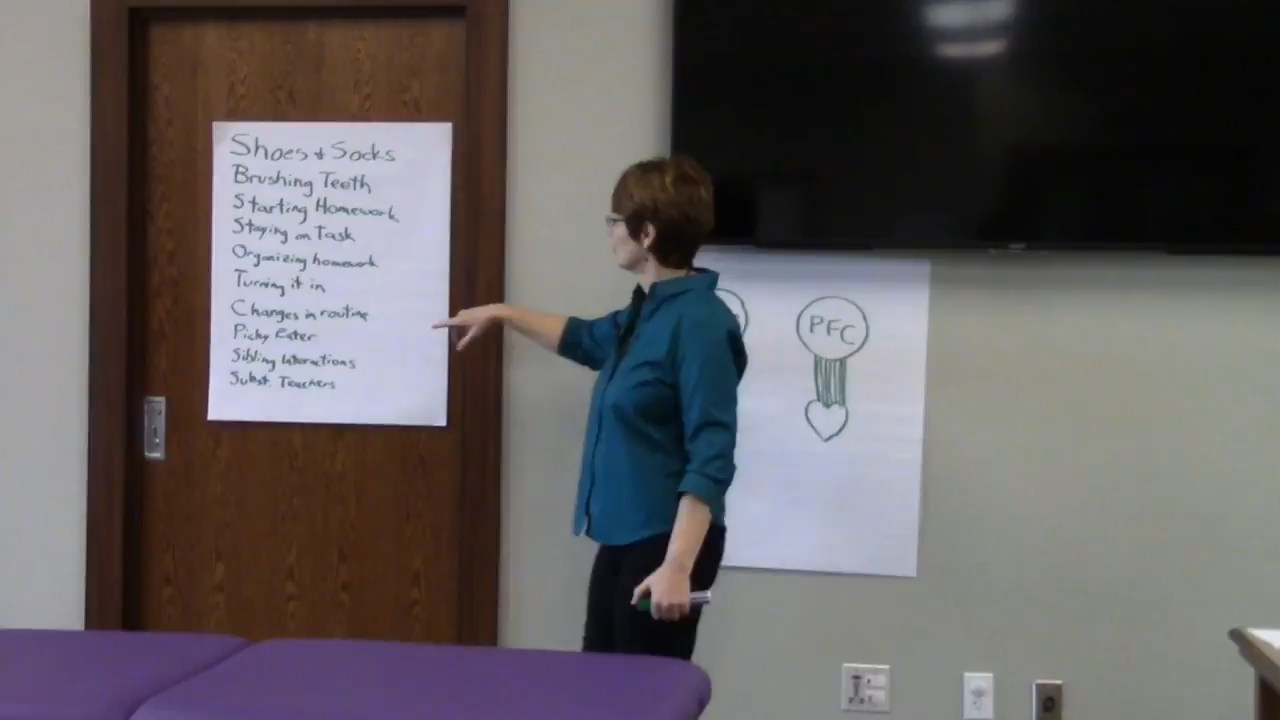 Shoes & Socks
Brushing Teeth
Starting Homework
Staying on Task
Organizing homework
Turning it in
Changes in routine
Picky Eater
Sibling Interactions
Subst. Teachers
PFC